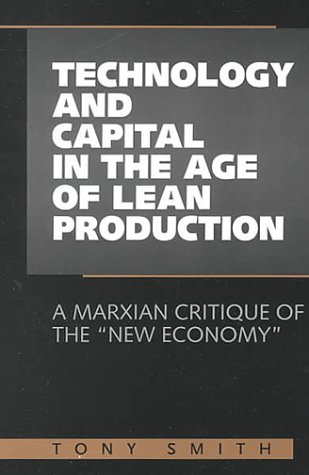 TECHNOLOGY
AND
CAPITAL
IN THE AGE
OF LEAN
PRODUCTION
A MARXIAN CRITIQUE OF
THE “NEW ECONOMY”
TONY SMITH